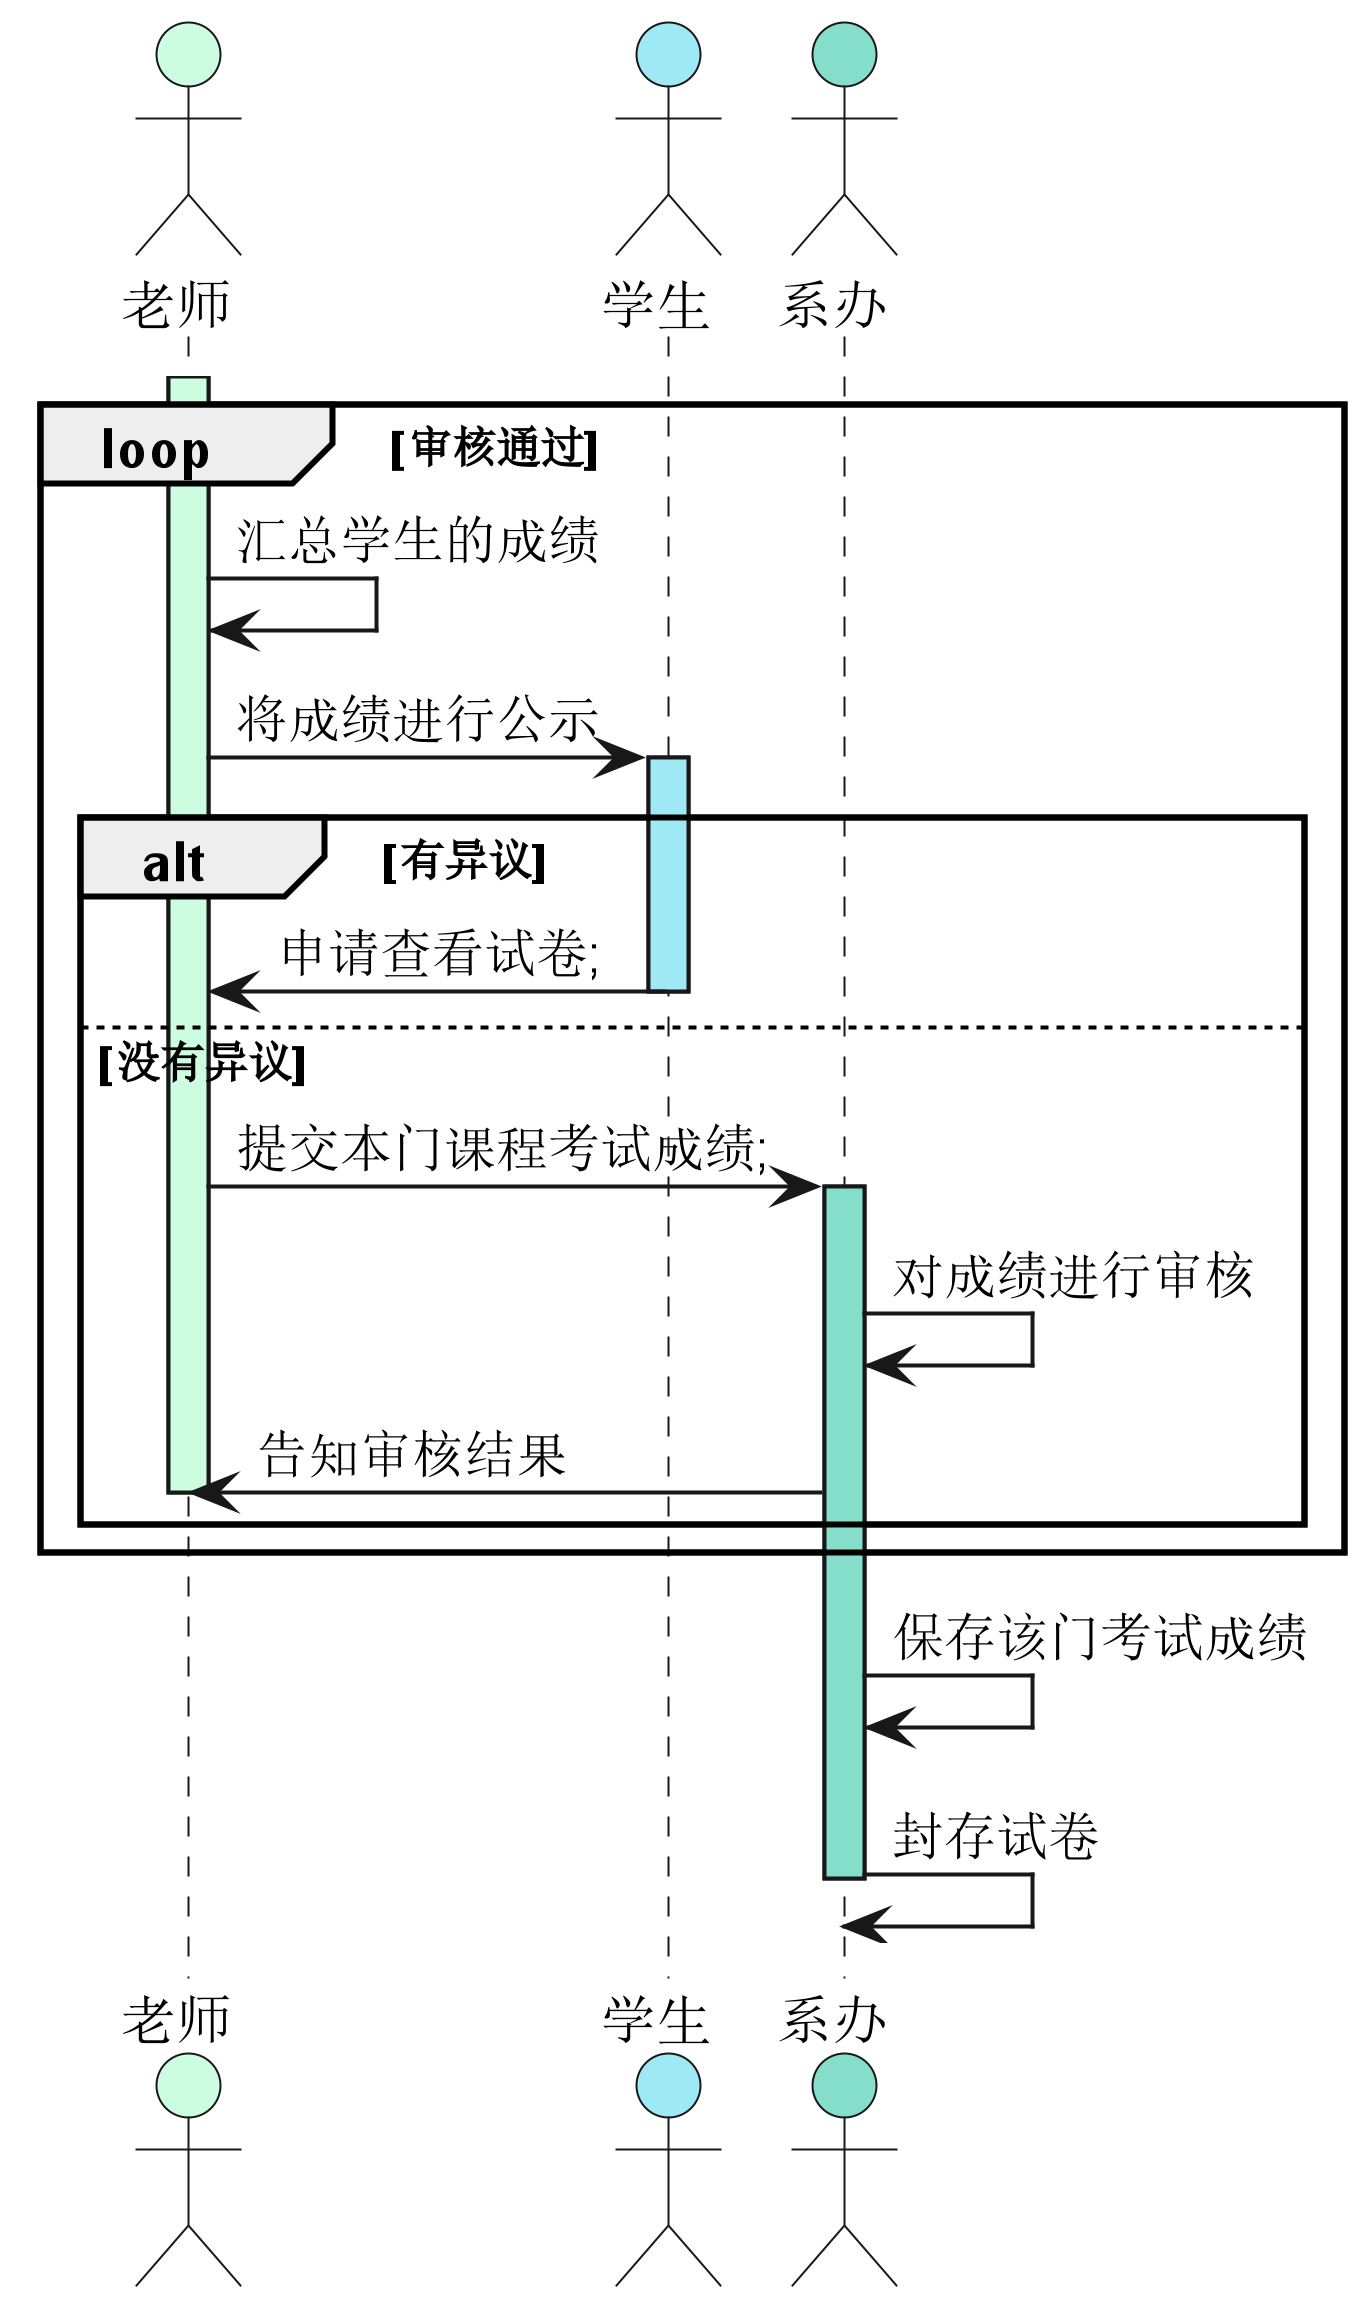 老师 学生 系办
loop [审核通过]
汇总学生的成绩
将成绩进行公示
alt [有异议]
申请查看试卷;
[没有异议]
提交本门课程考试成绩;
对成绩进行审核
告知审核结果
保存该门考试成绩
封存试卷
老师 学生 系办